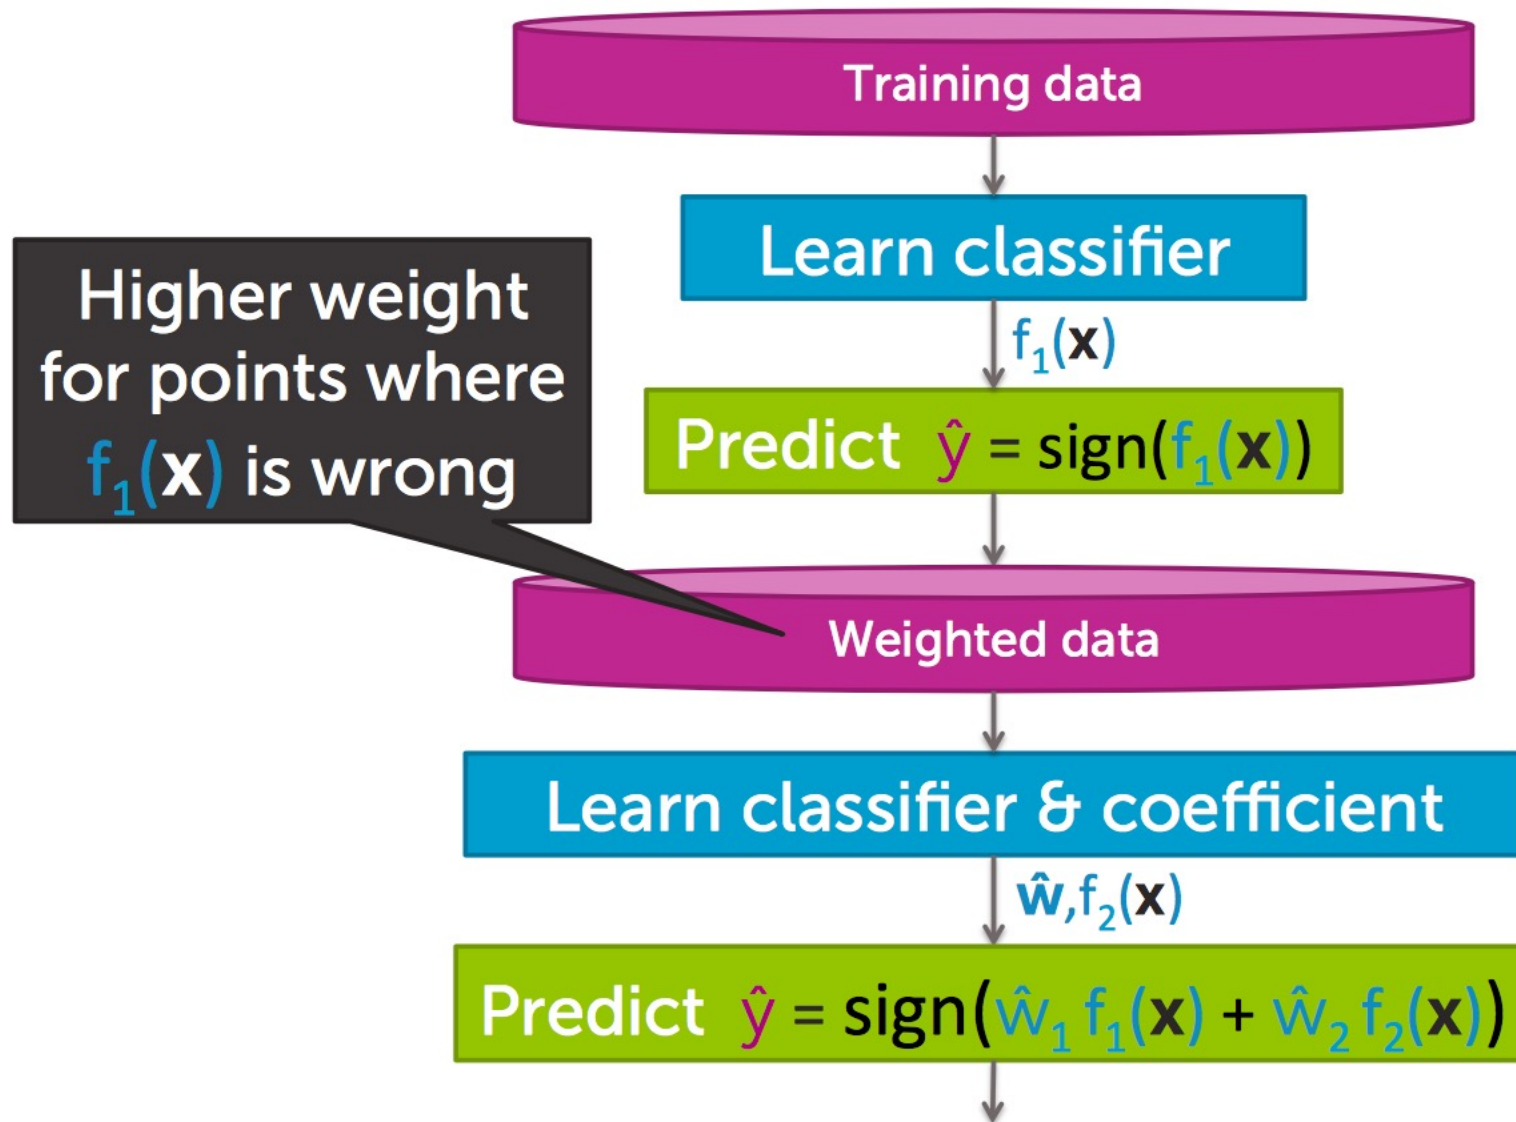 Training data
Learn classifier
Higher weight
for points where
f₁(x) is wrong
f₁(x)
Predict ŷ = sign(f₁(x))
Weighted data
Learn classifier & coefficient
ŵ,f₂(x)
Predict ŷ = sign(ŵ₁ f₁(x) + ŵ₂ f₂(x))